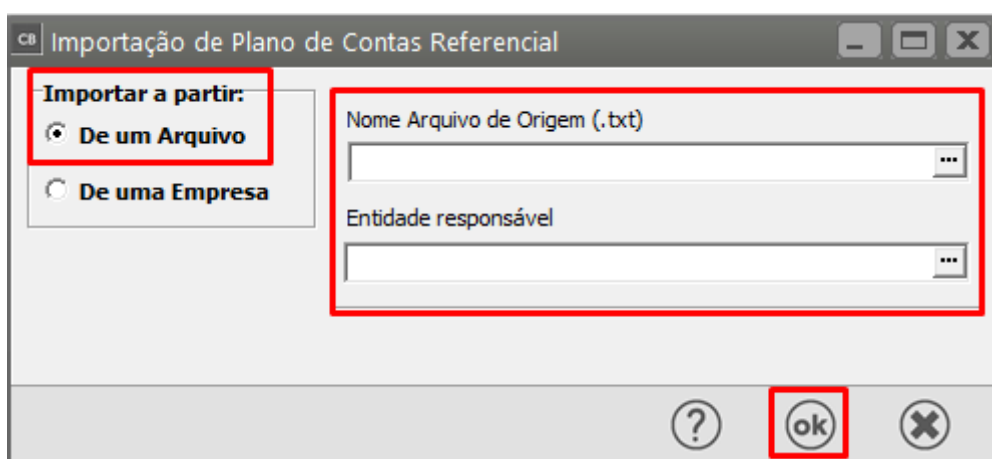 CB Importação de Plano de Contas Referencial
Importar a partir:
De um Arquivo
De uma Empresa
Nome Arquivo de Origem (.txt)
...
Entidade responsável
...
? ok